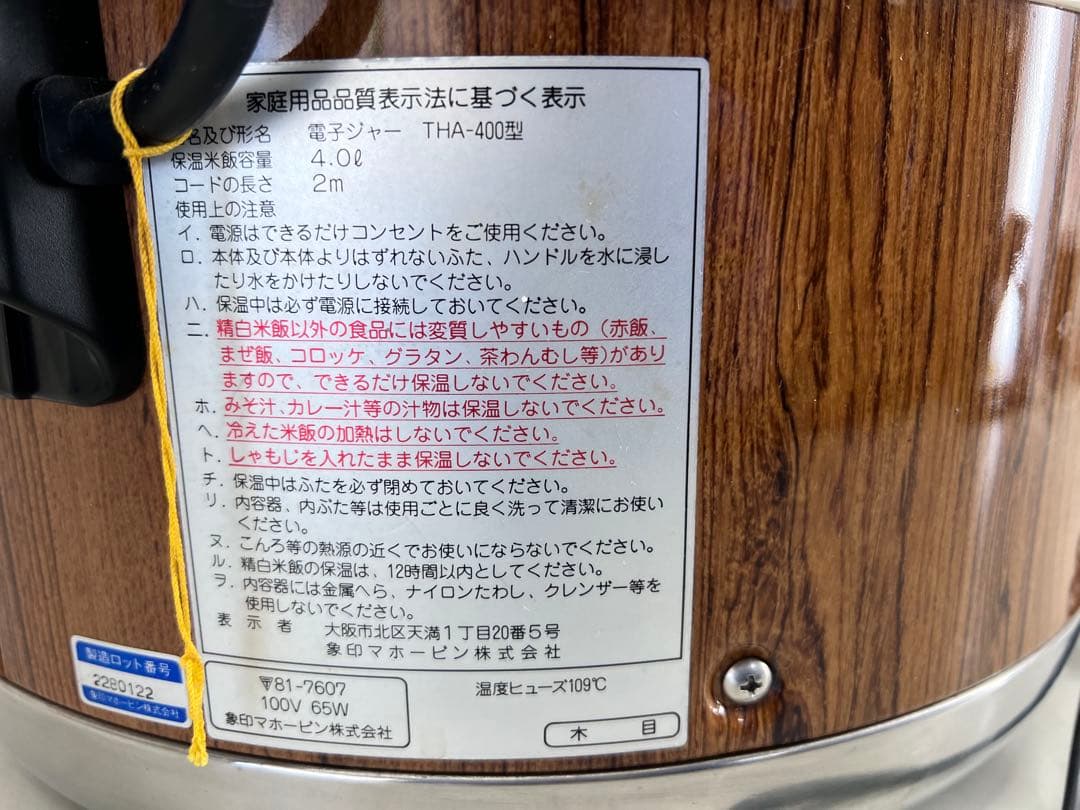 家庭用品品質表示法に基づく表示
名及び形名 電子ジャー THA-400型
保温米飯容量 4.0ℓ
コードの長さ 2m
使用上の注意
イ. 電源はできるだけコンセントをご使用ください。
ロ. 本体及び本体よりはずれないふた、ハンドルを水に浸し
たり水をかけたりしないでください。
ハ. 保温中は必ず電源に接続しておいてください。
ニ. 精白米飯以外の食品には変質しやすいもの（赤飯、
まぜ飯、コロッケ、グラタン、茶わんむし等)があり
ますので、できるだけ保温しないでください。
ホ. みそ汁、カレー汁等の汁物は保温しないでください。
ヘ. 冷えた米飯の加熱はしないでください。
ト. しゃもじを入れたまま保温しないでください。
チ. 保温中はふたを必ず閉めておいてください。
リ. 内容器、内ぶた等は使用ごとに良く洗って清潔にお使い
ください。
ヌ. こんろ等の熱源の近くでお使いにならないでください。
ル. 精白米飯の保温は、12時間以内としてください。
ヲ. 内容器には金属へら、ナイロンたわし、クレンザー等を
使用しないでください。
表示者 大阪市北区天満1丁目20番5号
象印マホービン株式会社
製造ロット番号
2280122
象印マホービン株式会社
〒81-7607
100V 65W
象印マホービン株式会社
温度ヒューズ109℃
木目